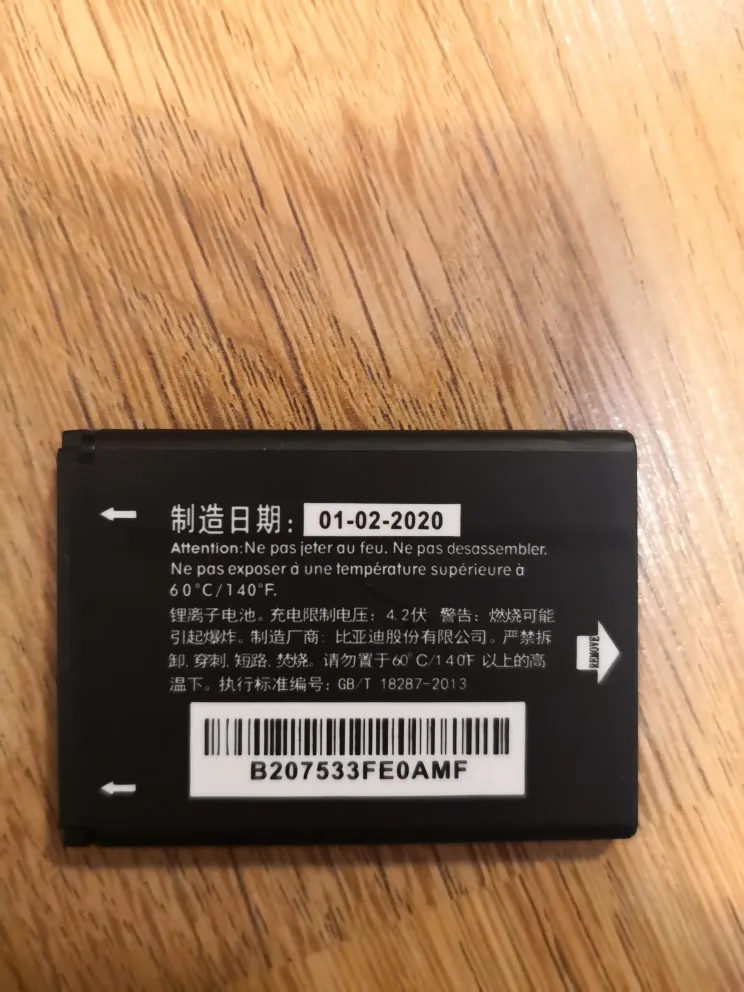 制造日期: 01-02-2020
Attention:Ne pas jeter au feu. Ne pas desassembler.
Ne pas exposer à une température supérieure à
60°C/140°F.
锂离子电池。充电限制电压: 4.2伏 警告: 燃烧可能
引起爆炸。制造厂商: 比亚迪股份有限公司。严禁拆
卸, 穿刺, 短路, 焚烧。请勿置于60°C/140°F 以上的高
温下。执行标准编号: GB/T 18287-2013
REMOVE
B207533FE0AMF